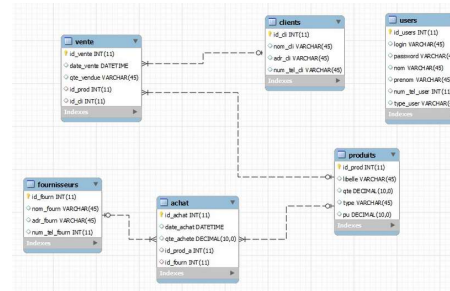 clients
id_cli INT(11)
nom_cli VARCHAR(45)
adr_cli VARCHAR(45)
num_tel_cli VARCHAR(45)
Indexes
users
id_users INT(11)
login VARCHAR(45)
password VARCHAR(4
nom VARCHAR(45)
prenom VARCHAR(45
num_tel_user INT(11
type_user VARCHAR(
Indexes
vente
id_vente INT(11)
date_vente DATETIME
qte_vendue VARCHAR(45)
id_prod INT(11)
id_cli INT(11)
Indexes
produits
id_prod INT(11)
libelle VARCHAR(45)
qte DECIMAL(10,0)
type VARCHAR(45)
pu DECIMAL(10,0)
Indexes
fournisseurs
id_fourn INT(11)
nom_fourn VARCHAR(45)
adr_fourn VARCHAR(45)
num_tel_fourn INT(11)
Indexes
achat
id_achat INT(11)
date_achat DATETIME
qte_achete DECIMAL(10,0)
id_prod_a INT(11)
id_fourn INT(11)
Indexes